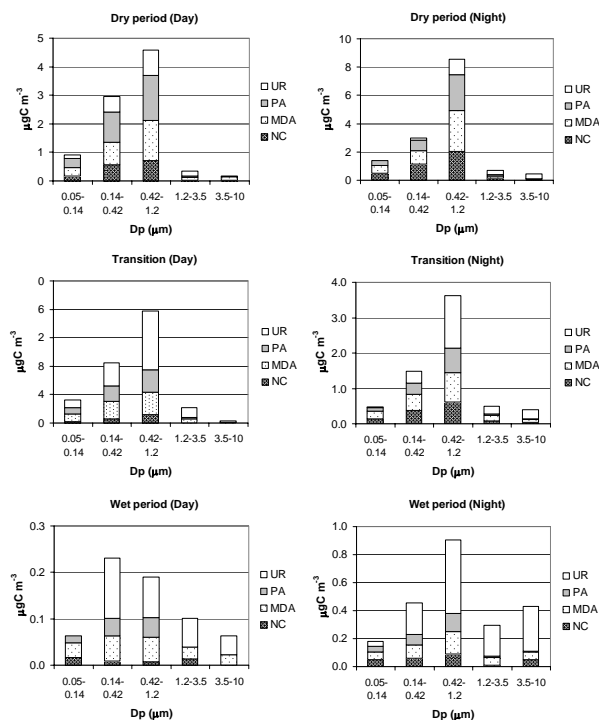 Dry period (Day)
5
4
3
2
1
0
µgC m-3
0.05-0.14
0.14-0.42
0.42-1.2
1.2-3.5
3.5-10
Dp (µm)
UR
PA
MDA
NC
Dry period (Night)
10
8
6
4
2
0
µgC m-3
0.05-0.14
0.14-0.42
0.42-1.2
1.2-3.5
3.5-10
Dp (µm)
UR
PA
MDA
NC
Transition (Day)
0
6
2
8
4
0
µgC m-3
0.05-0.14
0.14-0.42
0.42-1.2
1.2-3.5
3.5-10
Dp (µm)
UR
PA
MDA
NC
Transition (Night)
4.0
3.0
2.0
1.0
0.0
µgC m-3
0.05-0.14
0.14-0.42
0.42-1.2
1.2-3.5
3.5-10
Dp (µm)
UR
PA
MDA
NC
Wet period (Day)
0.3
0.2
0.1
0.0
µgC m-3
0.05-0.14
0.14-0.42
0.42-1.2
1.2-3.5
3.5-10
Dp (µm)
UR
PA
MDA
NC
Wet period (Night)
1.0
0.8
0.6
0.4
0.2
0.0
µgC m-3
0.05-0.14
0.14-0.42
0.42-1.2
1.2-3.5
3.5-10
Dp (µm)
UR
PA
MDA
NC